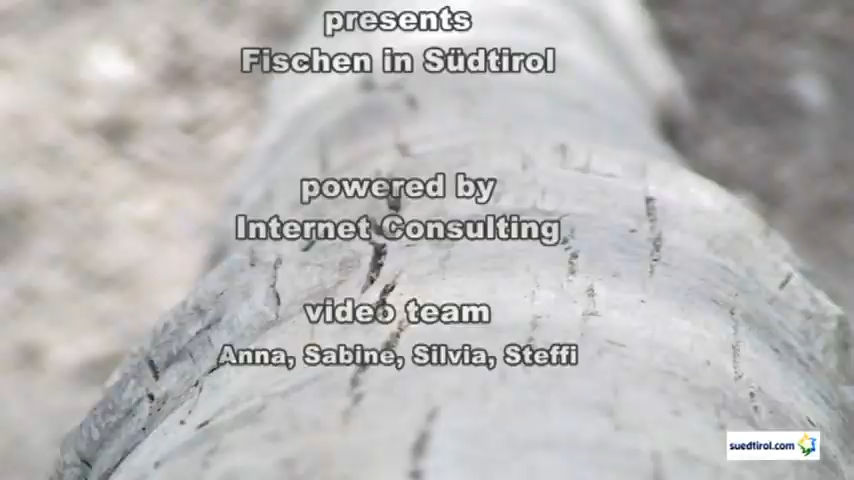 presents
Fischen in Südtirol
powered by
Internet Consulting
video team
Anna, Sabine, Silvia, Steffi
suedtirol.com